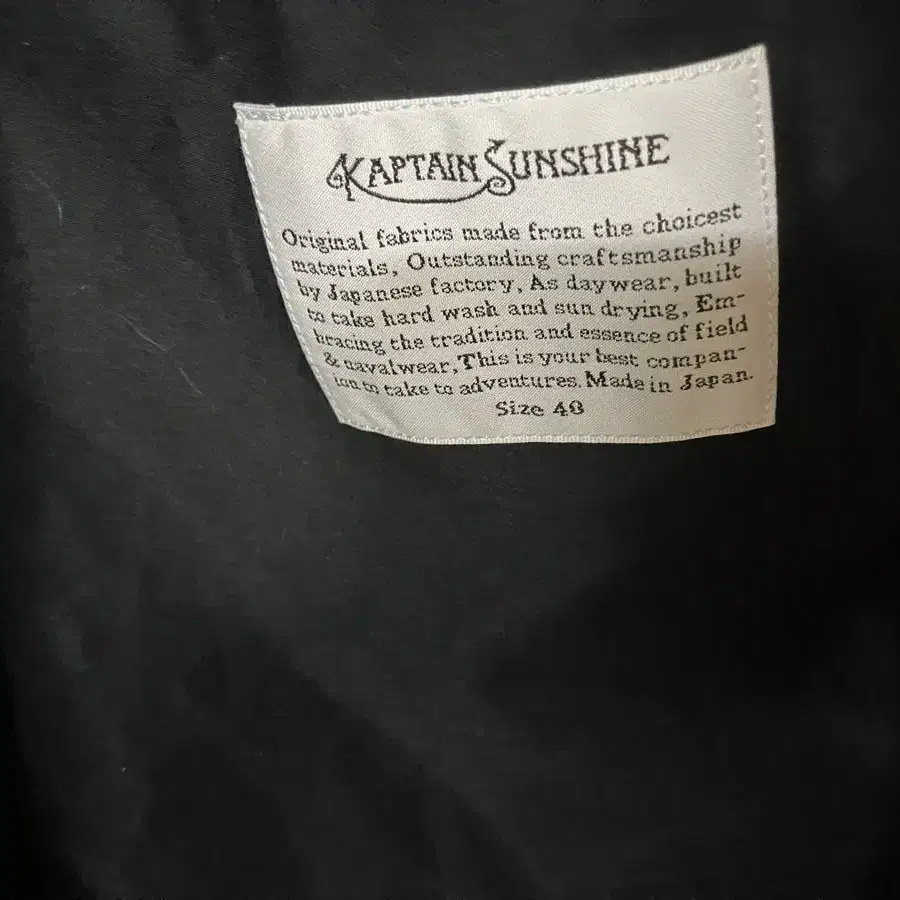 KAPTAIN SUNSHINE
Original fabrics made from the choicest
materials, Outstanding craftsmanship
by Japanese factory, As daywear, built
to take hard wash and sun drying, Em-
bracing the tradition and essence of field
& navalwear, This is your best compan-
ion to take to adventures. Made in Japan.
Size 40